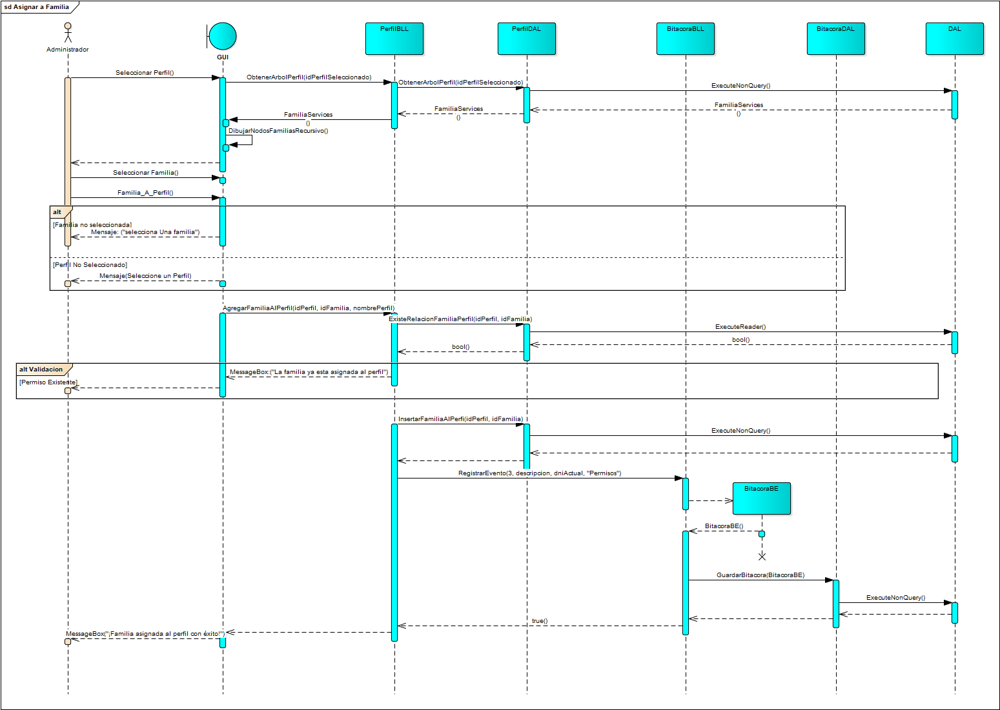 sd Asignar a Familia
Administrador
GUI
PerfilBLL
PerfilDAL
BitacoraBLL
BitacoraDAL
DAL
Seleccionar Perfil()
ObtenerArbolPerfil(idPerfilSeleccionado)
ObtenerArbolPerfil(idPerfilSeleccionado)
ExecuteNonQuery()
FamiliaServices
()
FamiliaServices
()
FamiliaServices
()
DibujarNodosFamiliasRecursivo()
Seleccionar Familia()
Familia_A_Perfil()
alt
[Familia no seleccionada]
Mensaje: ("selecciona Una familia")
[Perfil No Seleccionado]
Mensaje(Seleccione un Perfil)
AgregarFamiliaAlPerfil(idPerfil, idFamilia, nombrePerfil)
ExisteRelacionFamiliaPerfil(idPerfil, idFamilia)
ExecuteReader()
bool()
bool()
alt Validacion
MessageBox:("La familia ya esta asignada al perfil")
[Permiso Existente]
InsertarFamiliaAlPerfi(idPerfil, idFamilia)
ExecuteNonQuery()
RegistrarEvento(3, descripcion, dniActual, "Permisos")
BitacoraBE
BitacoraBE()
GuardarBitacora(BitacoraBE)
ExecuteNonQuery()
true()
MessageBox("¡Familia asignada al perfil con éxito!")